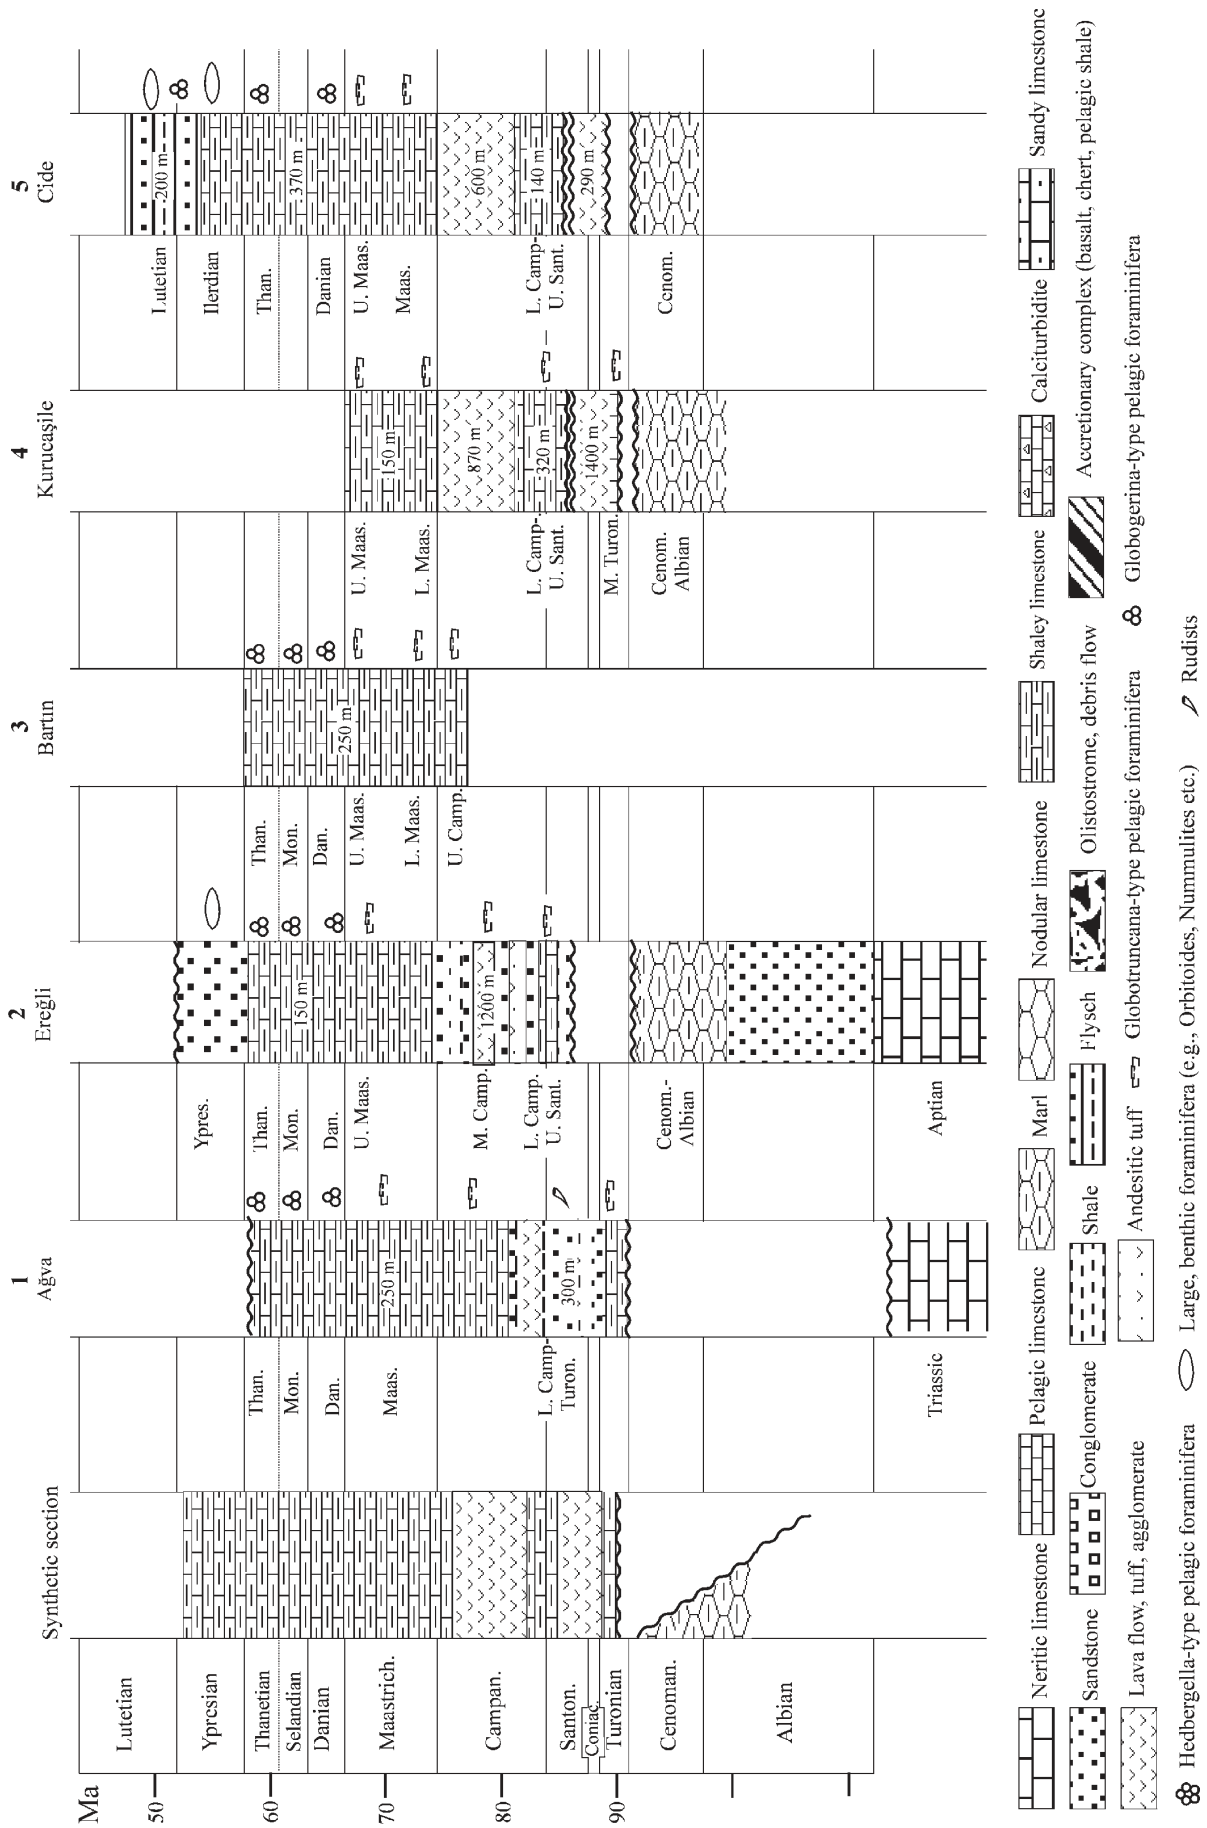 Ma
50
60
70
80
90
Lutetian
Ypresian
Thanetian
Selandian
Danian
Maastrich.
Campan.
Santon.
Coniac.
Turonian
Cenoman.
Albian
Synthetic section
1
Ağva
Than.
Mon.
Dan.
Maas.
L. Camp-
Turon.
Triassic
250 m
300 m
2
Ereğli
Ypres.
Than.
Mon.
Dan.
U. Maas.
M. Camp.
L. Camp.
U. Sant.
Cenom.-
Albian
Aptian
150 m
1200 m
3
Bartın
Than.
Mon.
Dan.
U. Maas.
L. Maas.
U. Camp.
250 m
4
Kurucaşile
U. Maas.
L. Maas.
L. Camp-
U. Sant.
M. Turon.
Cenom.
Albian
150 m
870 m
320 m
1400 m
5
Cide
Lutetian
Ilerdian
Than.
Danian
U. Maas.
Maas.
L. Camp-
U. Sant.
Cenom.
200 m
370 m
600 m
140 m
290 m
Neritic limestone
Pelagic limestone
Marl
Nodular limestone
Shaley limestone
Calciturbidite
Sandy limestone
Sandstone
Conglomerate
Shale
Flysch
Olistostrome, debris flow
Accretionary complex (basalt, chert, pelagic shale)
Lava flow, tuff, agglomerate
Andesitic tuff
Globotruncana-type pelagic foraminifera
Globogerina-type pelagic foraminifera
Hedbergella-type pelagic foraminifera
Large, benthic foraminifera (e.g., Orbitoides, Nummulites etc.)
Rudists